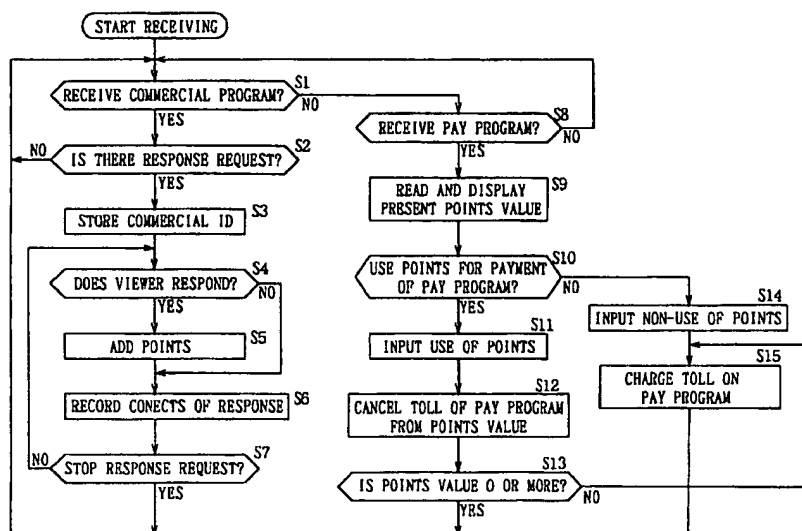 START RECEIVING
S1
RECEIVE COMMERCIAL PROGRAM?
NO
YES
S2
NO
IS THERE RESPONSE REQUEST?
YES
S3
STORE COMMERCIAL ID
S4
DOES VIEWER RESPOND?
NO
YES
S5
ADD POINTS
S6
RECORD CONECTS OF RESPONSE
S7
NO
STOP RESPONSE REQUEST?
YES
S8
RECEIVE PAY PROGRAM?
NO
YES
S9
READ AND DISPLAY
PRESENT POINTS VALUE
S10
USE POINTS FOR PAYMENT
OF PAY PROGRAM?
NO
YES
S11
INPUT USE OF POINTS
S12
CANCEL TOLL OF PAY PROGRAM
FROM POINTS VALUE
S13
IS POINTS VALUE 0 OR MORE?
NO
YES
S14
INPUT NON-USE OF POINTS
S15
CHARGE TOLL ON
PAY PROGRAM